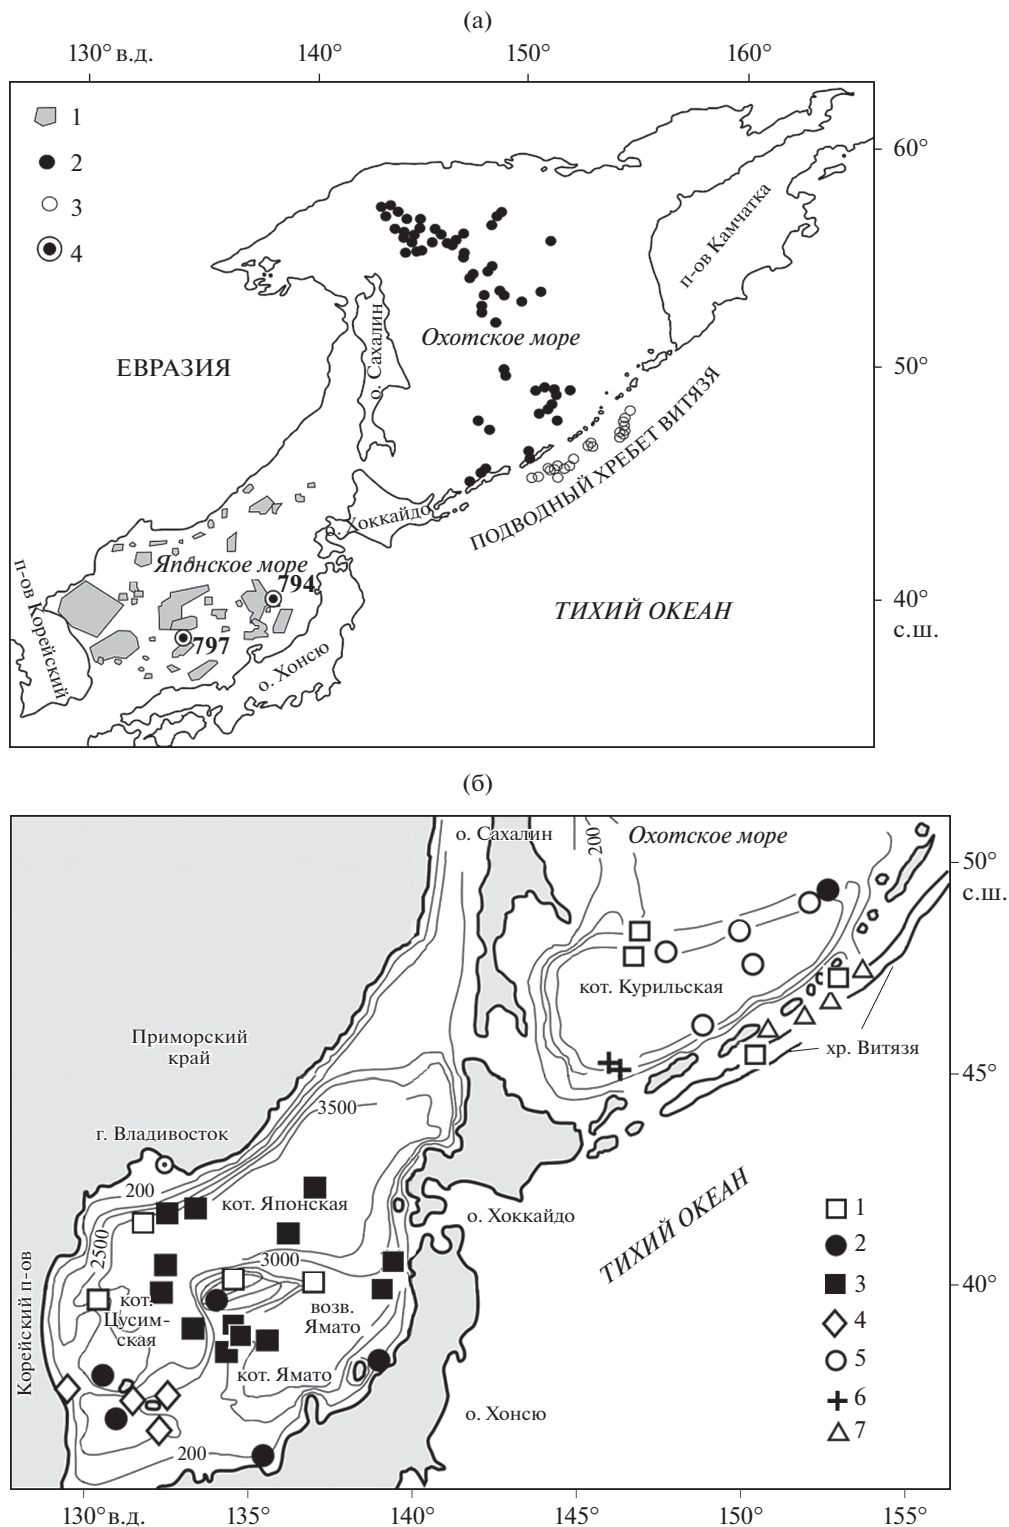 (а)
130° в.д.
140°
150°
160°
1
2
3
4
60°
п-ов Камчатка
Охотское море
о. Сахалин
ЕВРАЗИЯ
50°
ПОДВОДНЫЙ ХРЕБЕТ ВИТЯЗЯ
о. Хоккайдо
Японское море
794
797
п-ов Корейский
о. Хонсю
ТИХИЙ ОКЕАН
40°
с.ш.
(б)
о. Сахалин
200
Охотское море
50°
с.ш.
кот. Курильская
хр. Витязя
Приморский
край
45°
3500
г. Владивосток
200
кот. Японская
2500
3000
о. Хоккайдо
ТИХИЙ ОКЕАН
40°
Корейский п-ов
кот.
Цусим-
ская
возв.
Ямато
кот. Ямато
о. Хонсю
200
1
2
3
4
5
6
7
130° в.д.
135°
140°
145°
150°
155°